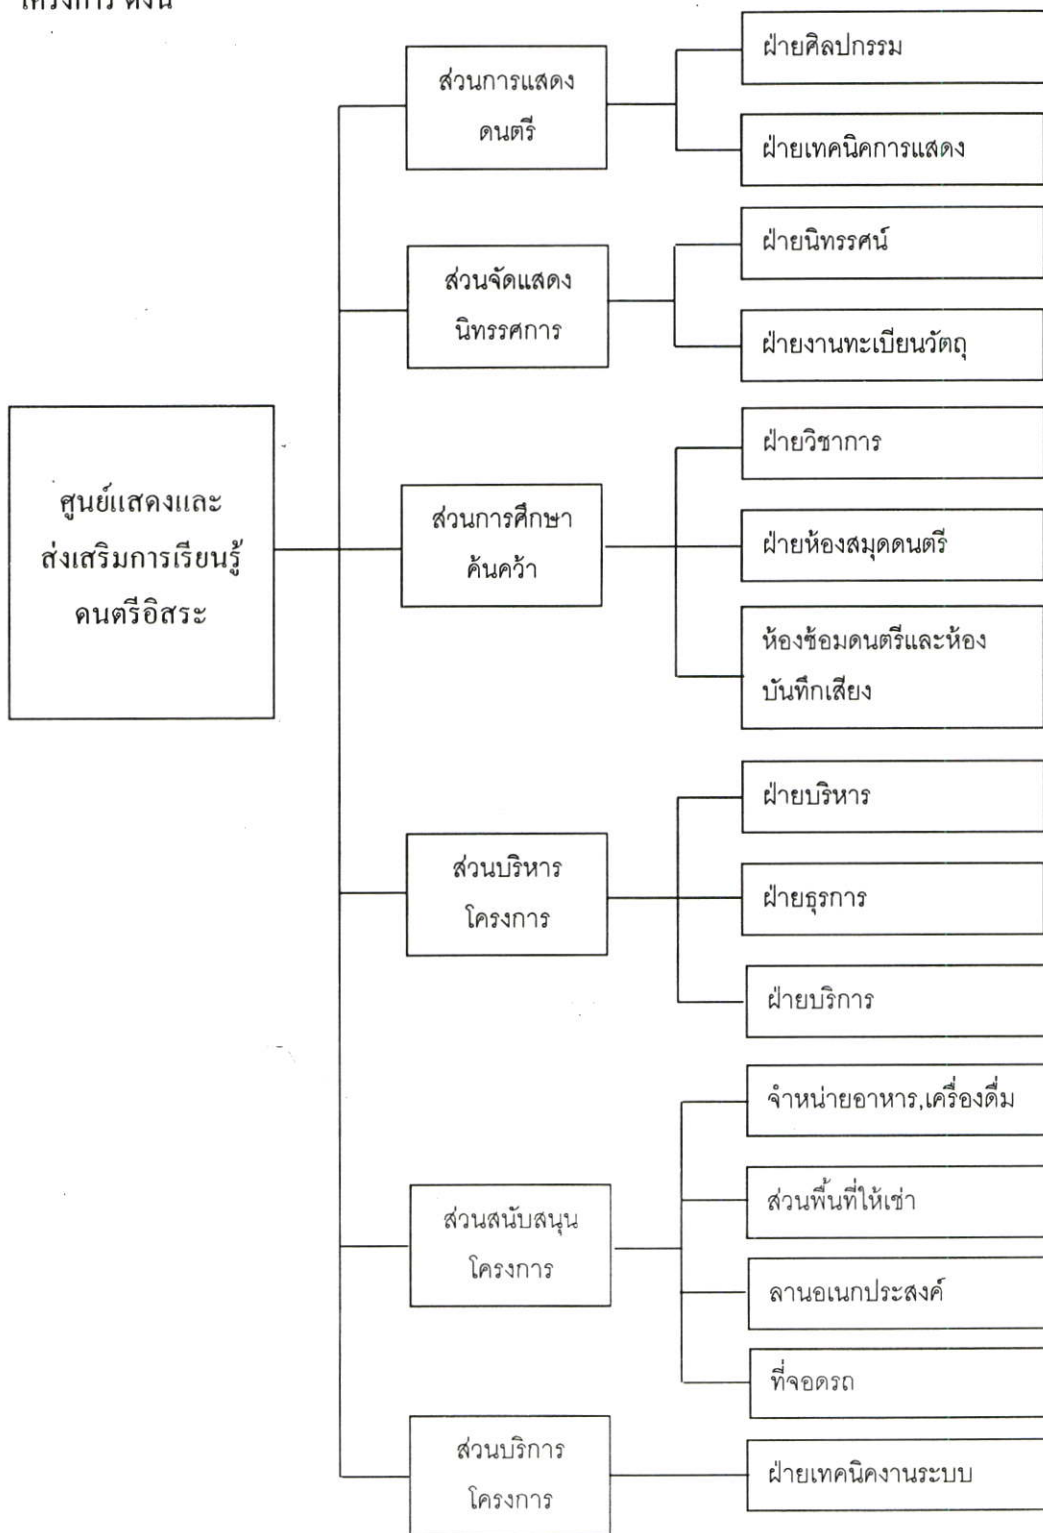 โครงการ ดังนี้
ส่วนการแสดง
ดนตรี
ฝ่ายศิลปกรรม
ฝ่ายเทคนิคการแสดง
ส่วนจัดแสดง
นิทรรศการ
ฝ่ายนิทรรศน์
ฝ่ายงานทะเบียนวัตถุ
ศูนย์แสดงและ
ส่งเสริมการเรียนรู้
ดนตรีอิสระ
ส่วนการศึกษา
ค้นคว้า
ฝ่ายวิชาการ
ฝ่ายห้องสมุดดนตรี
ห้องซ้อมดนตรีและห้อง
บันทึกเสียง
ส่วนบริหาร
โครงการ
ฝ่ายบริหาร
ฝ่ายธุรการ
ฝ่ายบริการ
ส่วนสนับสนุน
โครงการ
จำหน่ายอาหาร,เครื่องดื่ม
ส่วนพื้นที่ให้เช่า
ลานอเนกประสงค์
ที่จอดรถ
ส่วนบริการ
โครงการ
ฝ่ายเทคนิคงานระบบ